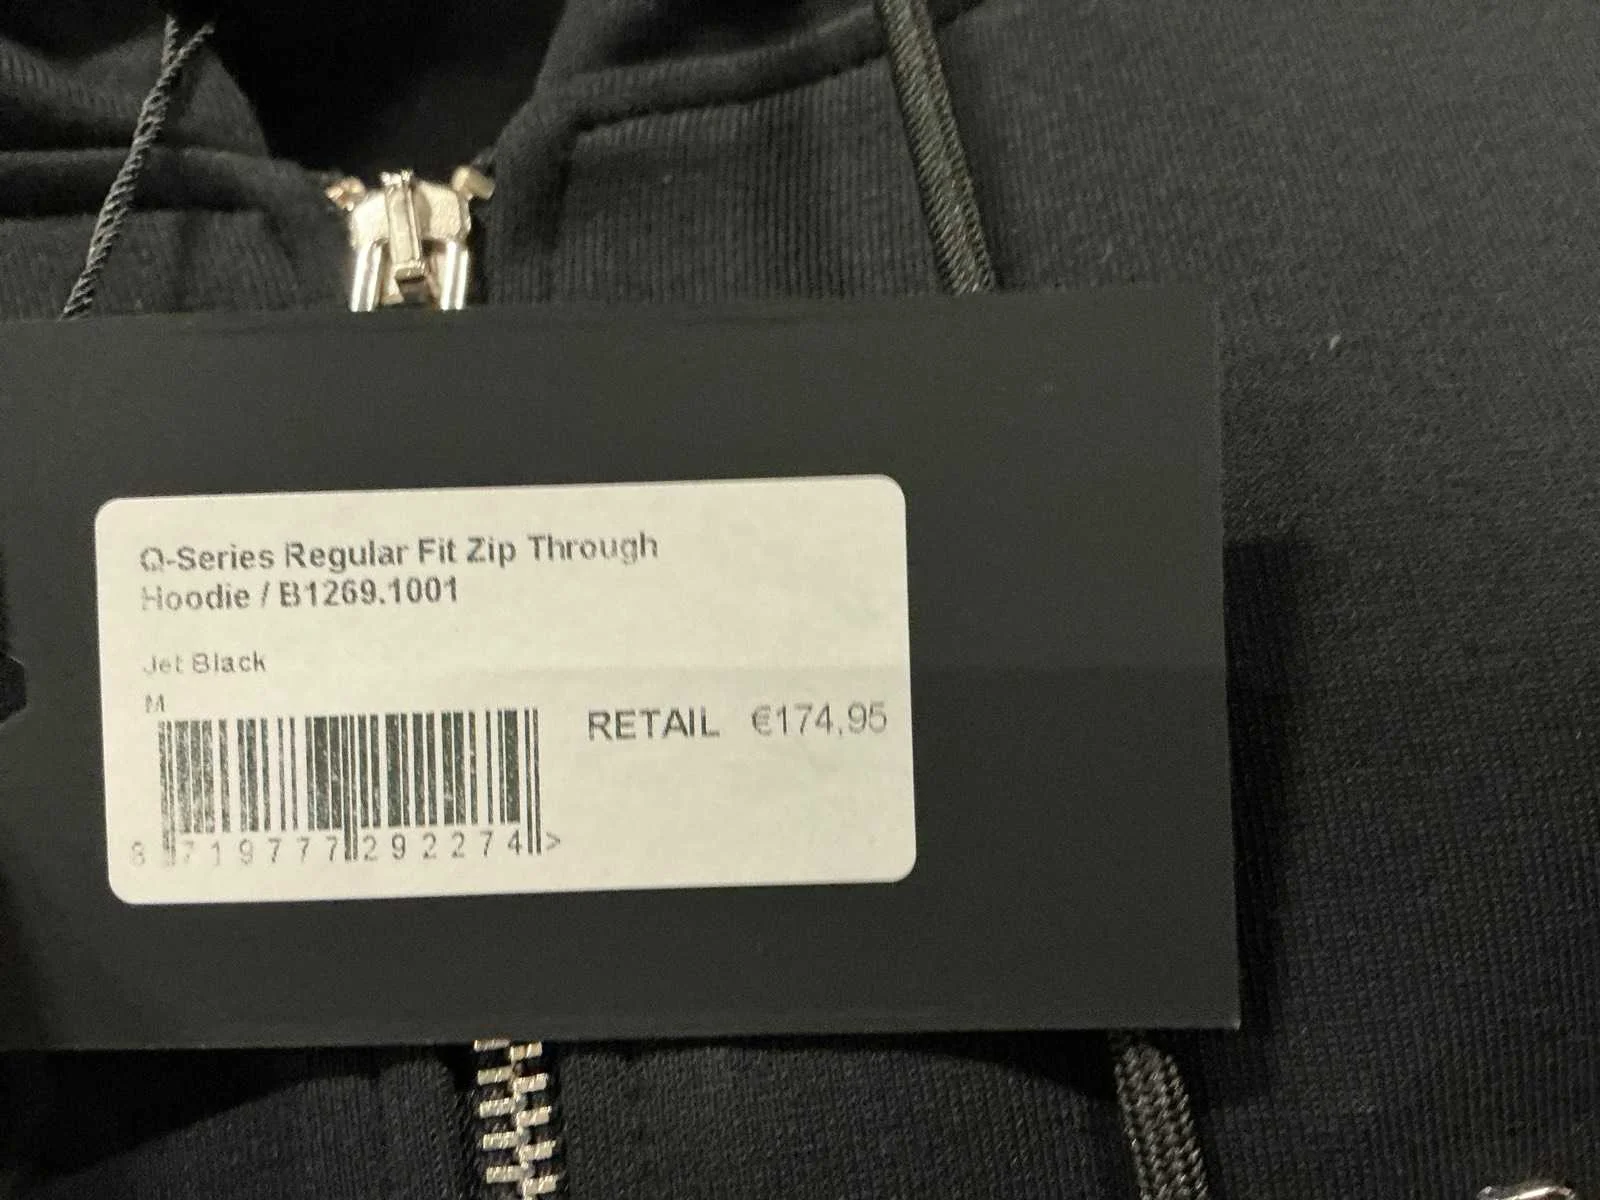 Q-Series Regular Fit Zip Through
Hoodie / B1269.1001
Jet Black
M
RETAIL €174,95
8 719777 292274 >